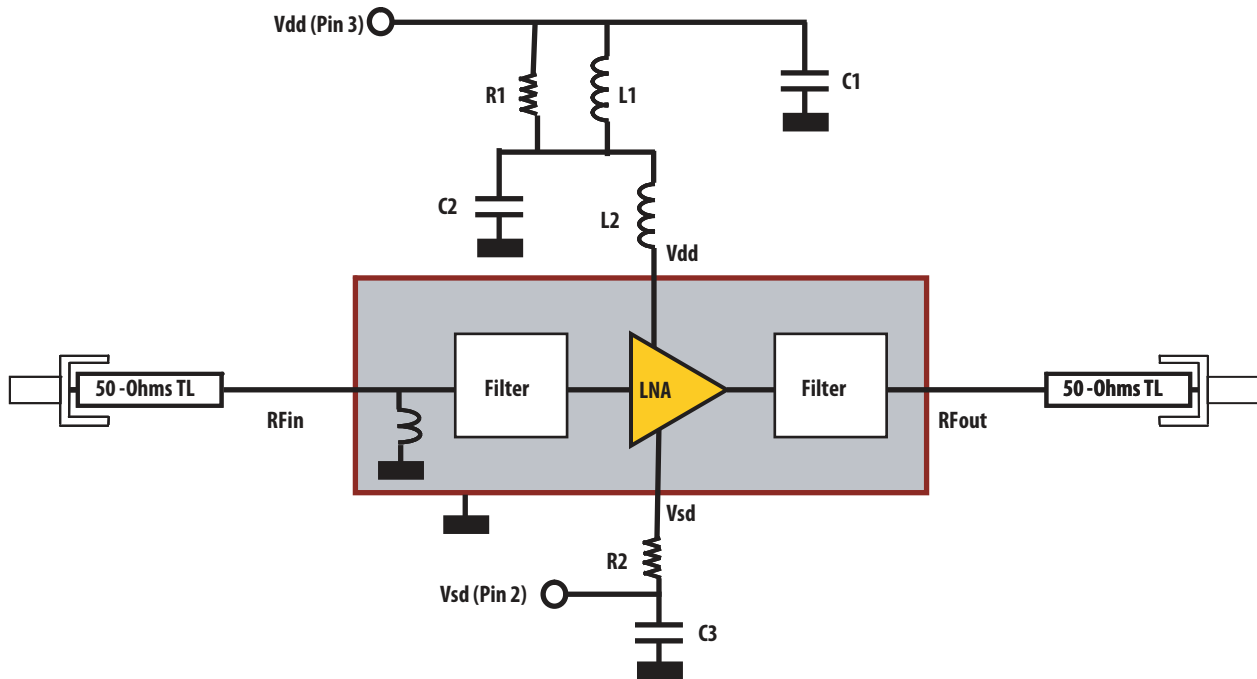 Vdd (Pin 3)
R1
L1
C1
C2
L2
Vdd
Filter
LNA
Filter
50 -Ohms TL
50 -Ohms TL
RFin
RFout
Vsd
R2
Vsd (Pin 2)
C3